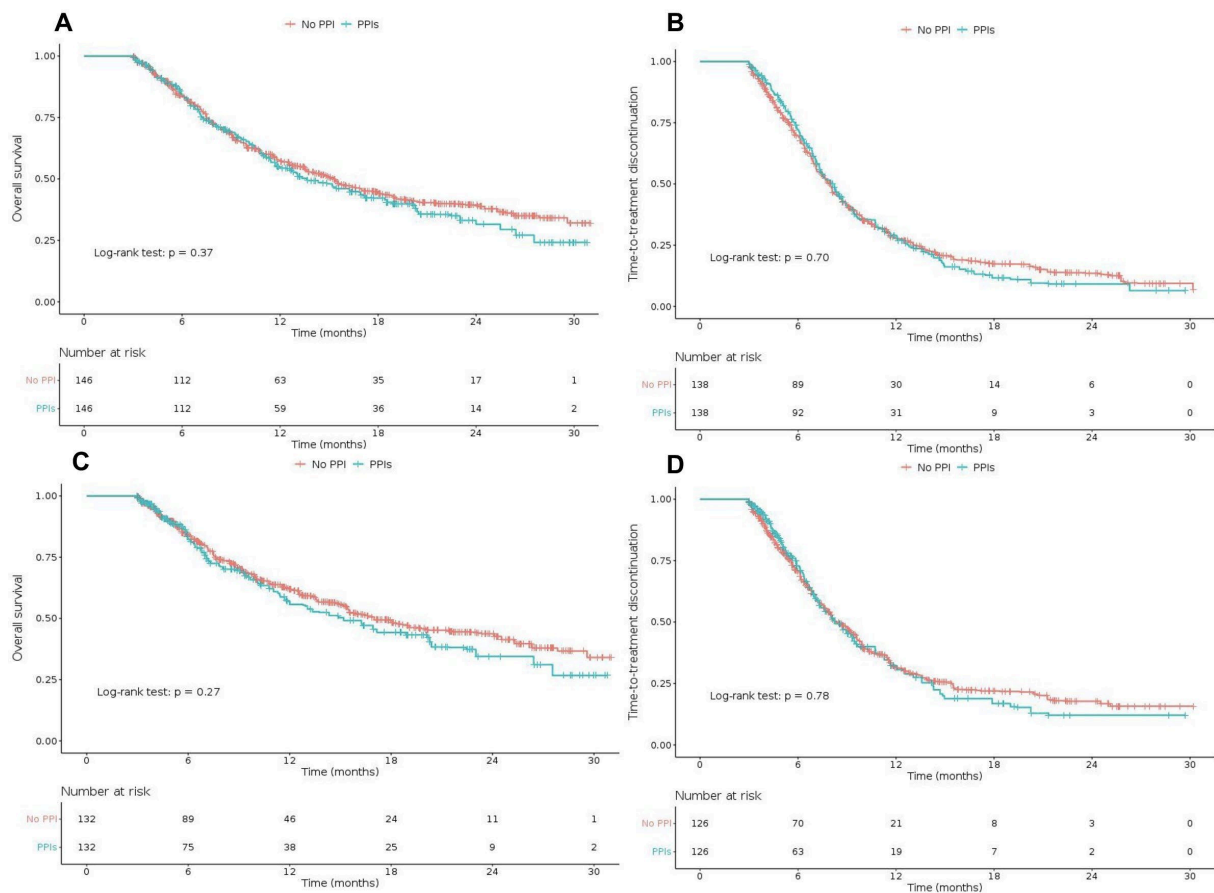 A
No PPI PPIs
Overall survival
1.00
0.75
0.50
0.25
0.00
Log-rank test: p = 0.37
0 6 12 18 24 30
Time (months)
Number at risk
No PPI 146 112 63 35 17 1
PPIs 146 112 59 36 14 2
0 6 12 18 24 30
Time (months)
B
No PPI PPIs
Time-to-treatment discontinuation
1.00
0.75
0.50
0.25
0.00
Log-rank test: p = 0.70
0 6 12 18 24 30
Time (months)
Number at risk
No PPI 138 89 30 14 6 0
PPIs 138 92 31 9 3 0
0 6 12 18 24 30
Time (months)
C
No PPI PPIs
Overall survival
1.00
0.75
0.50
0.25
0.00
Log-rank test: p = 0.27
0 6 12 18 24 30
Time (months)
Number at risk
No PPI 132 89 46 24 11 1
PPIs 132 75 38 25 9 2
0 6 12 18 24 30
Time (months)
D
No PPI PPIs
Time-to-treatment discontinuation
1.00
0.75
0.50
0.25
0.00
Log-rank test: p = 0.78
0 6 12 18 24 30
Time (months)
Number at risk
No PPI 126 70 21 8 3 0
PPIs 126 63 19 7 2 0
0 6 12 18 24 30
Time (months)